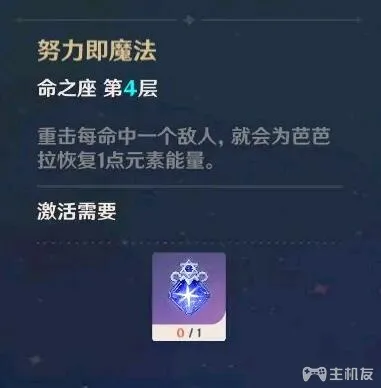 努力即魔法
命之座 第4层
重击每命中一个敌人，就会为芭芭
拉恢复1点元素能量。
激活需要
0 / 1
主机友